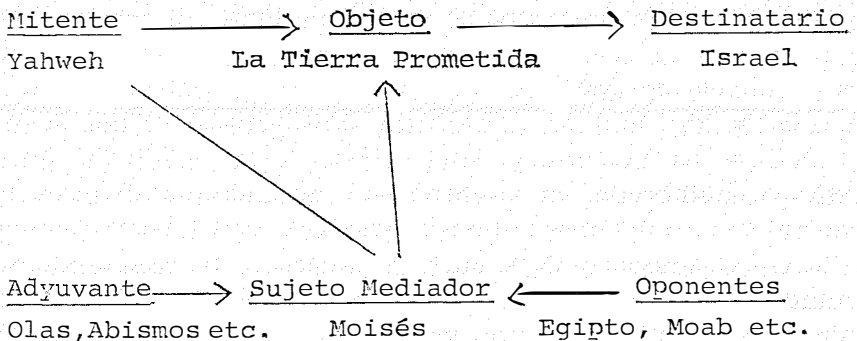 Mitente Objeto Destinatario
Yahweh La Tierra Prometida Israel
Adyuvante Sujeto Mediador Oponentes
Olas, Abismos etc. Moisés Egipto, Moab etc.